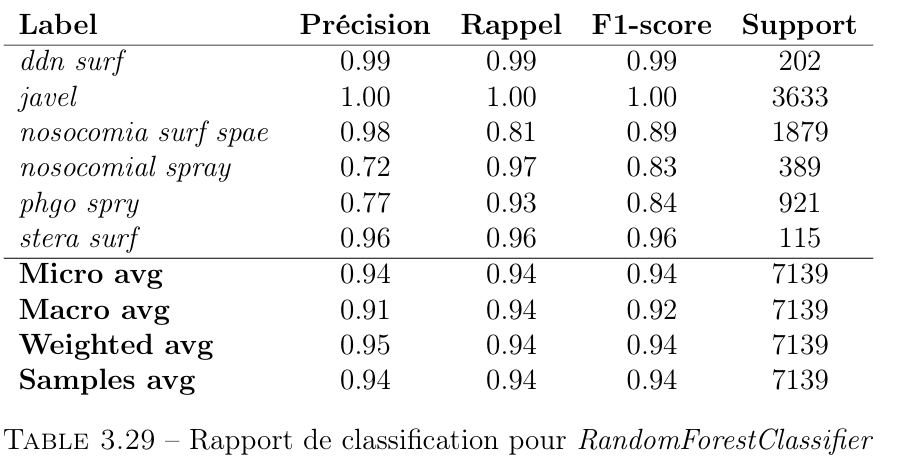 Label Précision Rappel F1-score Support
ddn surf 0.99 0.99 0.99 202
javel 1.00 1.00 1.00 3633
nosocomia surf spae 0.98 0.81 0.89 1879
nosocomial spray 0.72 0.97 0.83 389
phgo spry 0.77 0.93 0.84 921
stera surf 0.96 0.96 0.96 115
Micro avg 0.94 0.94 0.94 7139
Macro avg 0.91 0.94 0.92 7139
Weighted avg 0.95 0.94 0.94 7139
Samples avg 0.94 0.94 0.94 7139
TABLE 3.29 – Rapport de classification pour RandomForestClassifier